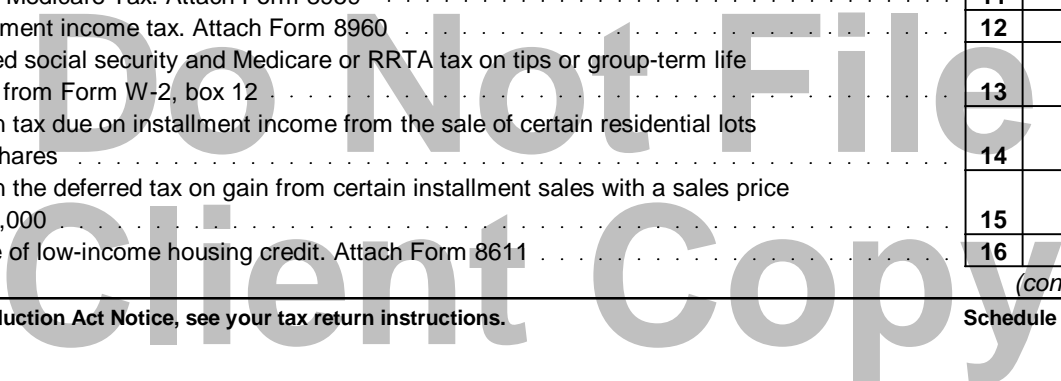 Medicare Tax. Attach Form 8959 11
ment income tax. Attach Form 8960 12
ed social security and Medicare or RRTA tax on tips or group-term life
from Form W-2, box 12 13
n tax due on installment income from the sale of certain residential lots
hares 14
n the deferred tax on gain from certain installment sales with a sales price
,000 15
e of low-income housing credit. Attach Form 8611 16
(con
uction Act Notice, see your tax return instructions. Schedule
Do Not File
Client Copy